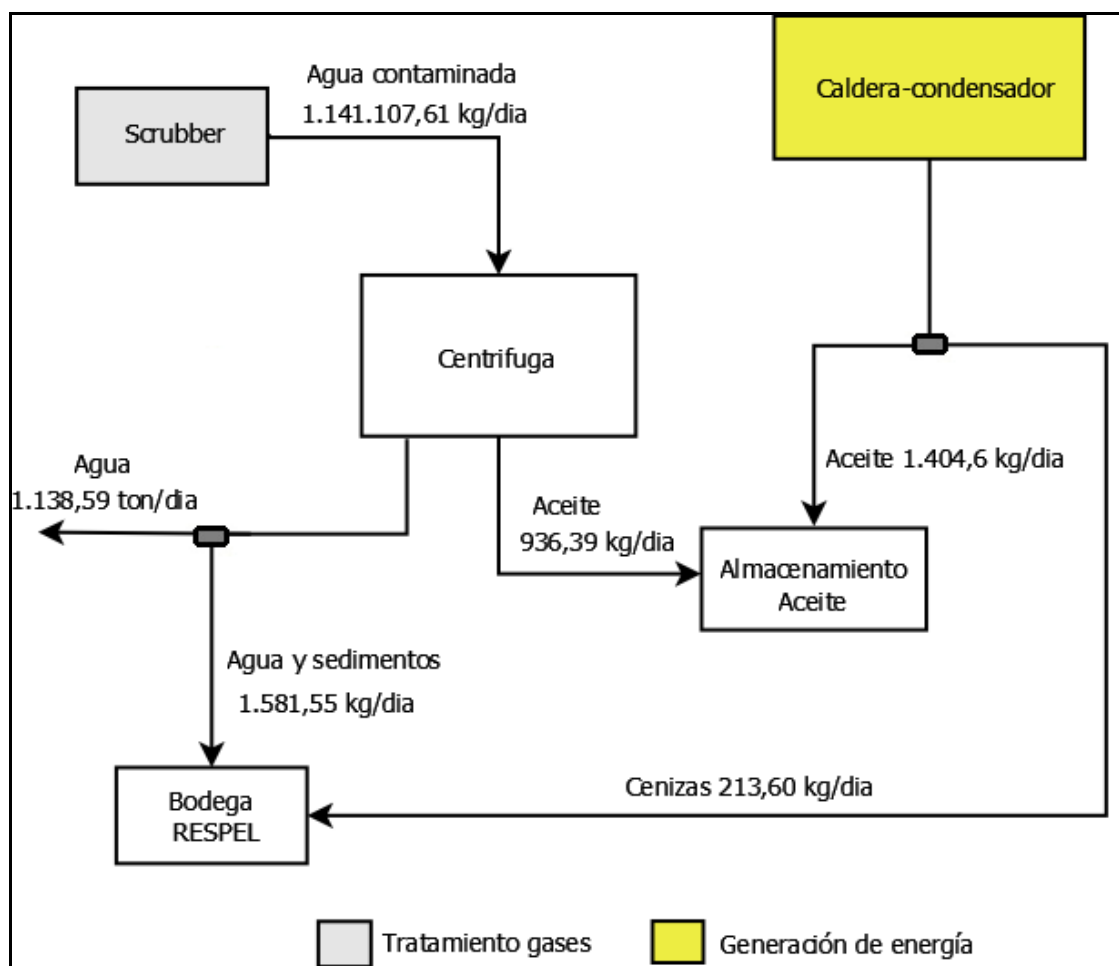 Agua contaminada
1.141.107,61 kg/dia
Scrubber
Caldera-condensador
Centrifuga
Agua
1.138,59 ton/dia
Aceite
936,39 kg/dia
Aceite 1.404,6 kg/dia
Almacenamiento
Aceite
Agua y sedimentos
1.581,55 kg/dia
Bodega
RESPEL
Cenizas 213,60 kg/dia
Tratamiento gases
Generación de energía